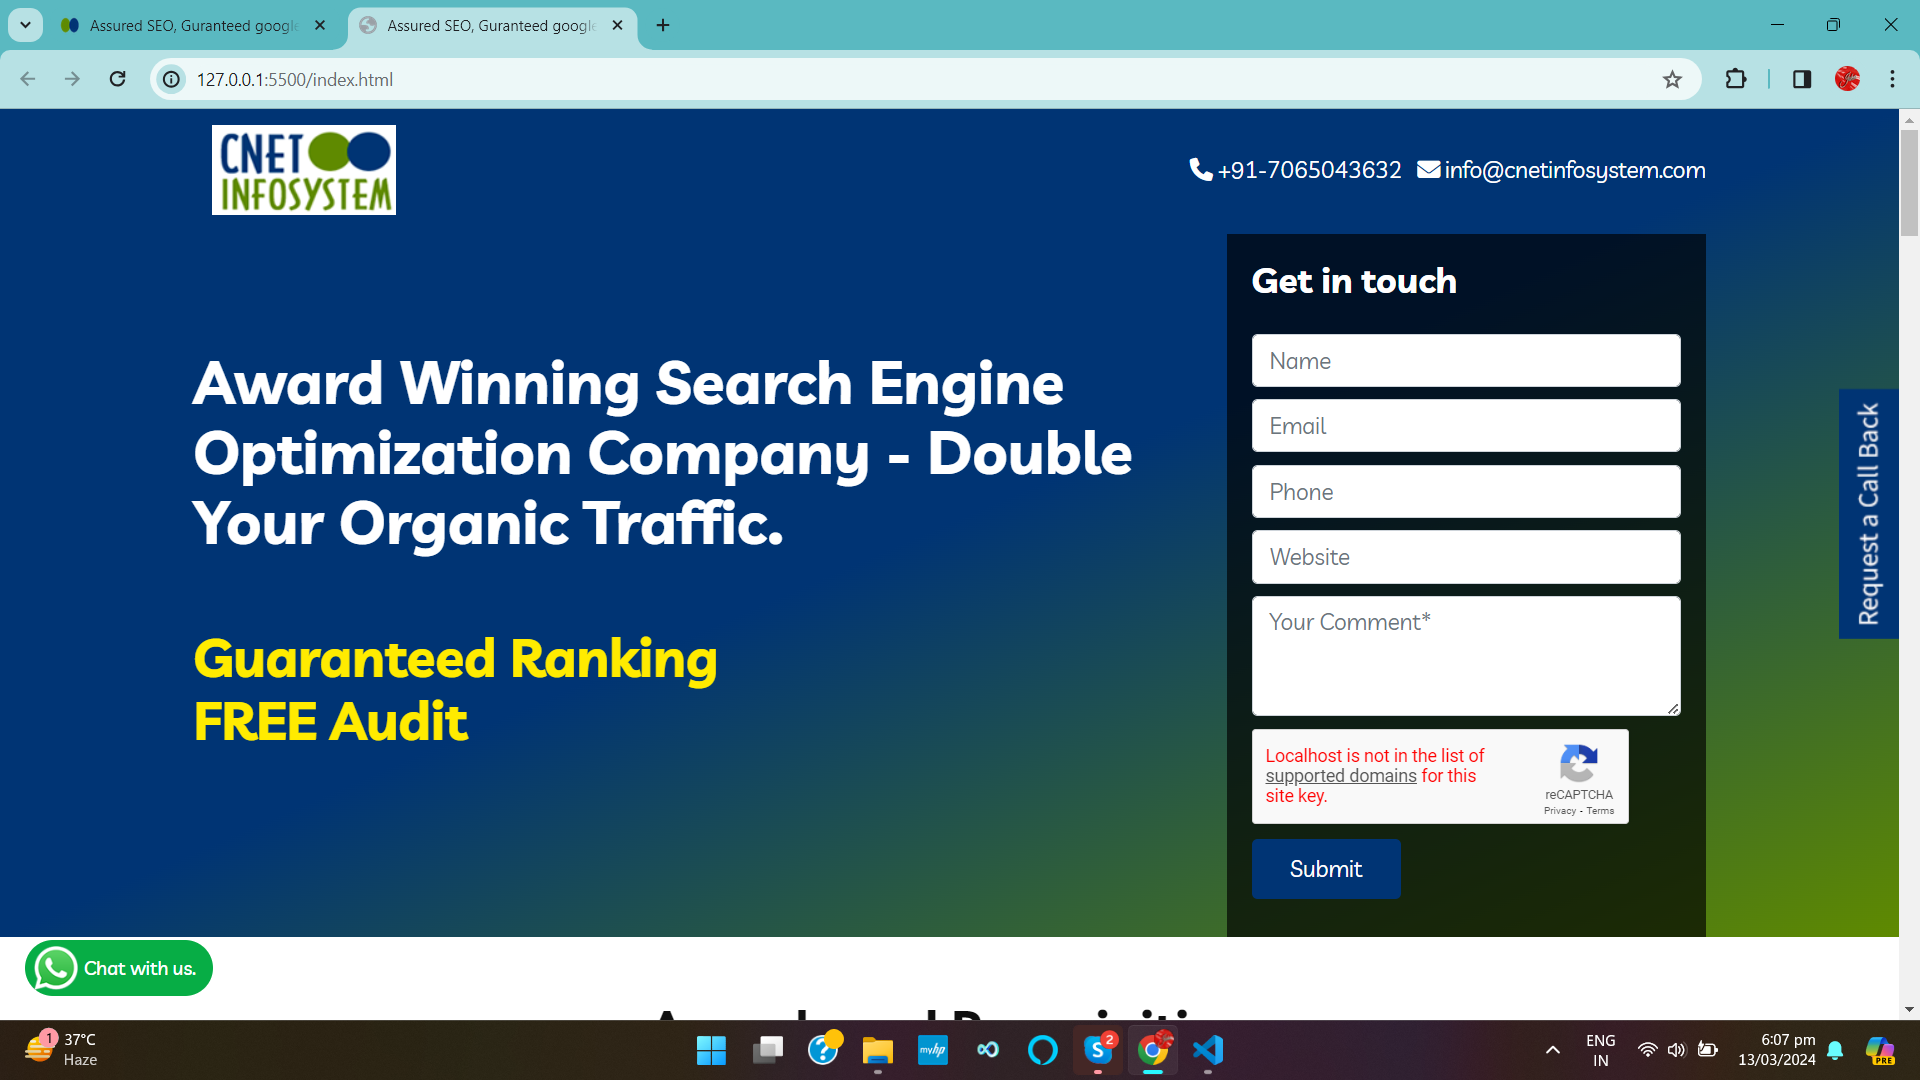 Assured SEO, Guranteed google
Assured SEO, Guranteed google
127.0.0.1:5500/index.html
CNET
INFOSYSTEM
+91-7065043632 info@cnetinfosystem.com
Get in touch
Name
Email
Phone
Website
Your Comment*
Localhost is not in the list of
supported domains for this
site key.
reCAPTCHA
Privacy - Terms
Submit
Award Winning Search Engine
Optimization Company - Double
Your Organic Traffic.
Guaranteed Ranking
FREE Audit
Request a Call Back
Chat with us.
1
37°C
Haze
myhp
S
2
ENG
IN
6:07 pm
13/03/2024
PRE